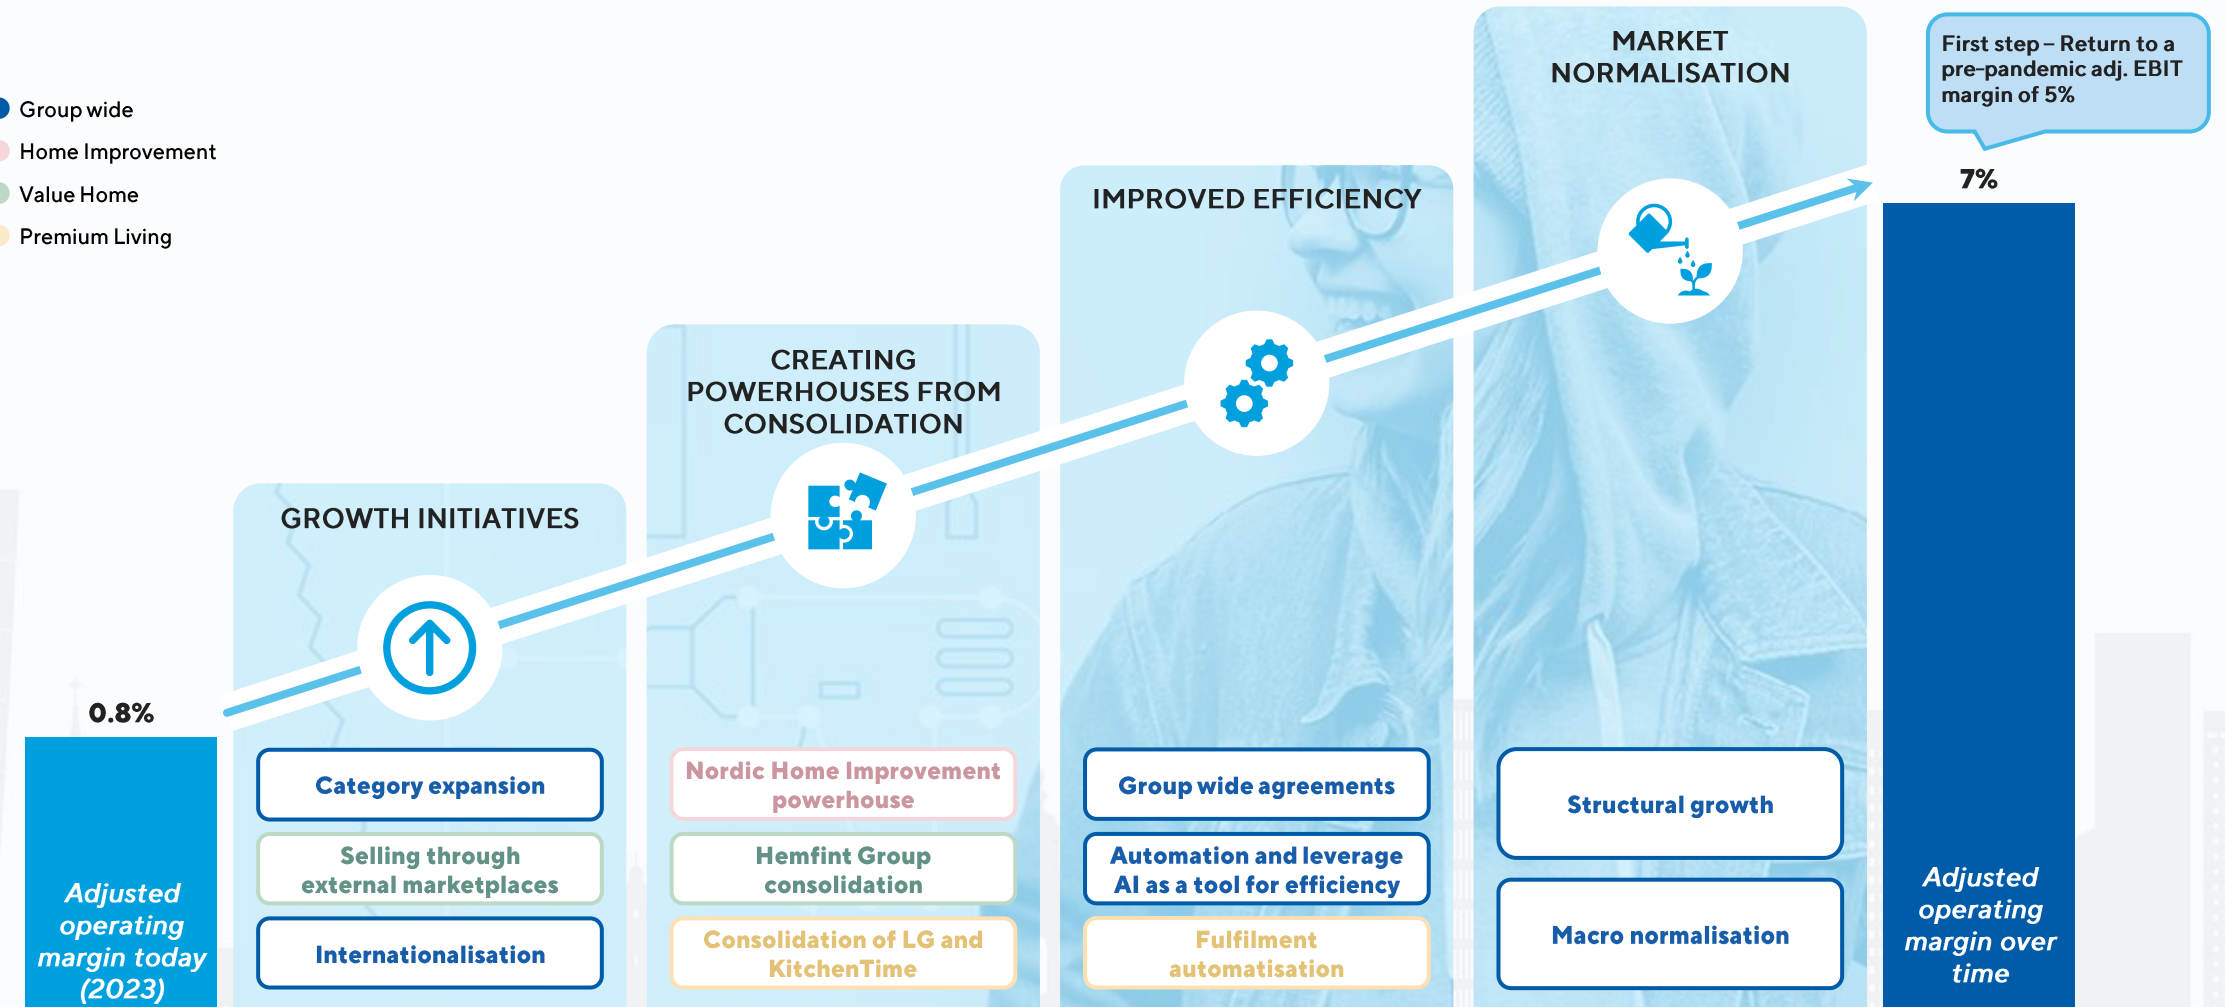 Group wide
Home Improvement
Value Home
Premium Living
0.8%
Adjusted
operating
margin today
(2023)
GROWTH INITIATIVES
Category expansion
Selling through
external marketplaces
Internationalisation
CREATING
POWERHOUSES FROM
CONSOLIDATION
Nordic Home Improvement
powerhouse
Hemfint Group
consolidation
Consolidation of LG and
KitchenTime
IMPROVED EFFICIENCY
Group wide agreements
Automation and leverage
AI as a tool for efficiency
Fulfilment
automatisation
MARKET
NORMALISATION
Structural growth
Macro normalisation
First step – Return to a
pre-pandemic adj. EBIT
margin of 5%
7%
Adjusted
operating
margin over
time